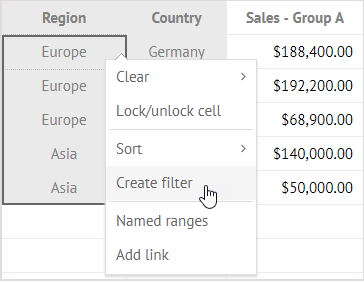 Region Country Sales - Group A
Europe Germany $188,400.00
Clear
Europe $192,200.00
Lock/unlock cell
Europe $68,900.00
Sort
Asia $140,000.00
Create filter
Asia $50,000.00
Named ranges
Add link